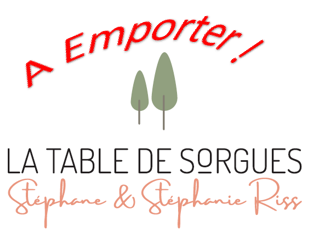 A Emporter !
LA TABLE DE SORGUES
Stéphane & Stéphanie Riss